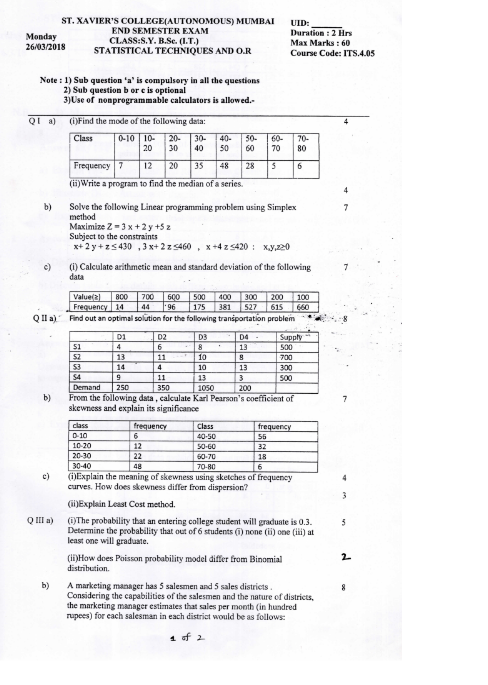 ST. XAVIER'S COLLEGE(AUTONOMOUS) MUMBAI
END SEMESTER EXAM
CLASS:S.Y. B.Sc. (I.T.)
STATISTICAL TECHNIQUES AND O.R
Monday
26/03/2018
UID: ______
Duration : 2 Hrs
Max Marks : 60
Course Code: ITS.4.05
Note : 1) Sub question 'a' is compulsory in all the questions
2) Sub question b or c is optional
3)Use of nonprogrammable calculators is allowed.-
Q I a) (i)Find the mode of the following data: 4
Class 0-10 10-20 20-30 30-40 40-50 50-60 60-70 70-80
Frequency 7 12 20 35 48 28 5 6
(ii)Write a program to find the median of a series. 4
b) Solve the following Linear programming problem using Simplex 7
method
Maximize Z = 3 x + 2 y +5 z
Subject to the constraints
x+ 2 y + z ≤ 430 , 3 x+ 2 z ≤460 , x +4 z ≤420 ; x,y,z≥0
c) (i) Calculate arithmetic mean and standard deviation of the following 7
data
Value(≥) 800 700 600 500 400 300 200 100
Frequency 14 44 96 175 381 527 615 660
Q II a) Find out an optimal solution for the following transportation problem 8
D1 D2 D3 D4 Supply
S1 4 6 8 13 500
S2 13 11 10 8 700
S3 14 4 10 13 300
S4 9 11 13 3 500
Demand 250 350 1050 200
b) From the following data , calculate Karl Pearson's coefficient of 7
skewness and explain its significance
class frequency Class frequency
0-10 6 40-50 56
10-20 12 50-60 32
20-30 22 60-70 18
30-40 48 70-80 6
c) (i)Explain the meaning of skewness using sketches of frequency 4
curves. How does skewness differ from dispersion?
3
(ii)Explain Least Cost method.
Q III a) (i)The probability that an entering college student will graduate is 0.3. 5
Determine the probability that out of 6 students (i) none (ii) one (iii) at
least one will graduate.
(ii)How does Poisson probability model differ from Binomial 2
distribution.
b) A marketing manager has 5 salesmen and 5 sales districts . 8
Considering the capabilities of the salesmen and the nature of districts,
the marketing manager estimates that sales per month (in hundred
rupees) for each salesman in each district would be as follows:
1 of 2